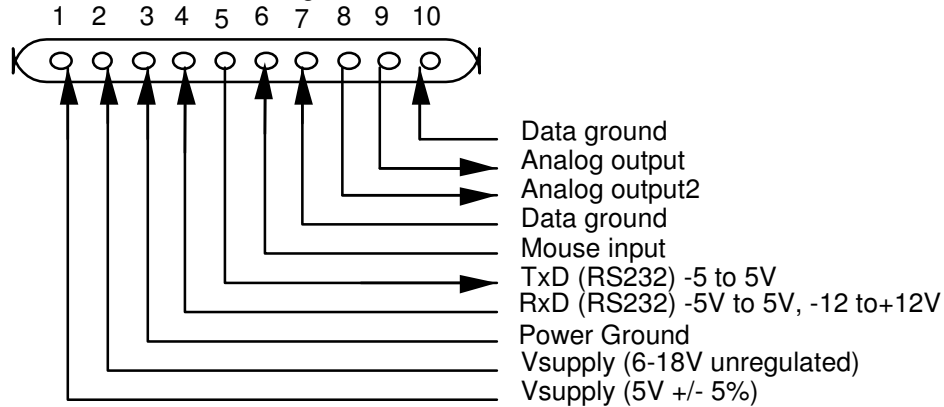 1 2 3 4 5 6 7 8 9 10
Data ground
Analog output
Analog output2
Data ground
Mouse input
TxD (RS232) -5 to 5V
RxD (RS232) -5V to 5V, -12 to+12V
Power Ground
Vsupply (6-18V unregulated)
Vsupply (5V +/- 5%)